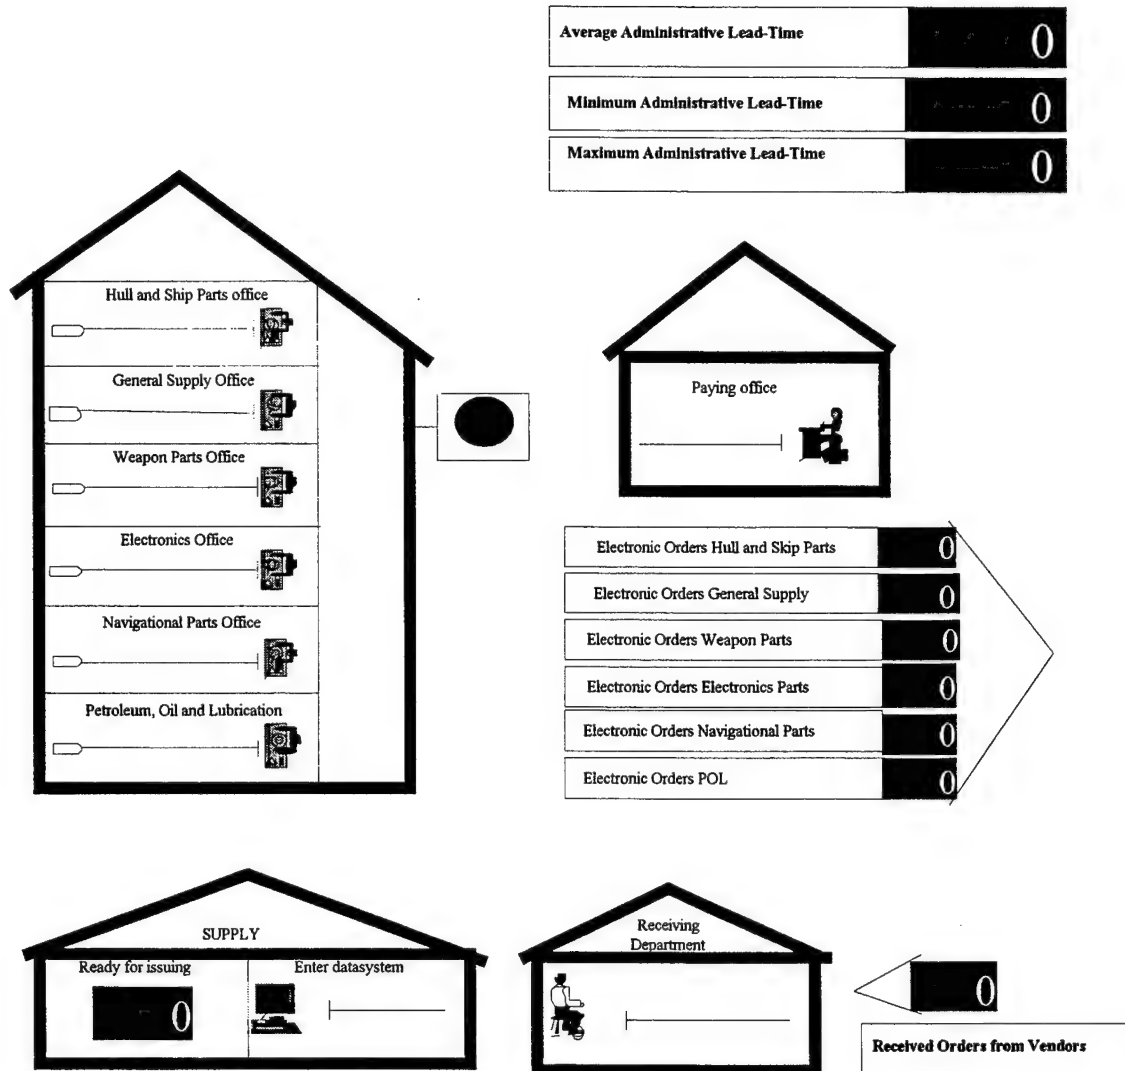 Average Administrative Lead-Time 0
Minimum Administrative Lead-Time 0
Maximum Administrative Lead-Time 0
Hull and Ship Parts office
General Supply Office
Weapon Parts Office
Electronics Office
Navigational Parts Office
Petroleum, Oil and Lubrication
Paying office
Electronic Orders Hull and Skip Parts 0
Electronic Orders General Supply 0
Electronic Orders Weapon Parts 0
Electronic Orders Electronics Parts 0
Electronic Orders Navigational Parts 0
Electronic Orders POL 0
SUPPLY
Ready for issuing
0
Enter datasystem
Receiving
Department
0
Received Orders from Vendors